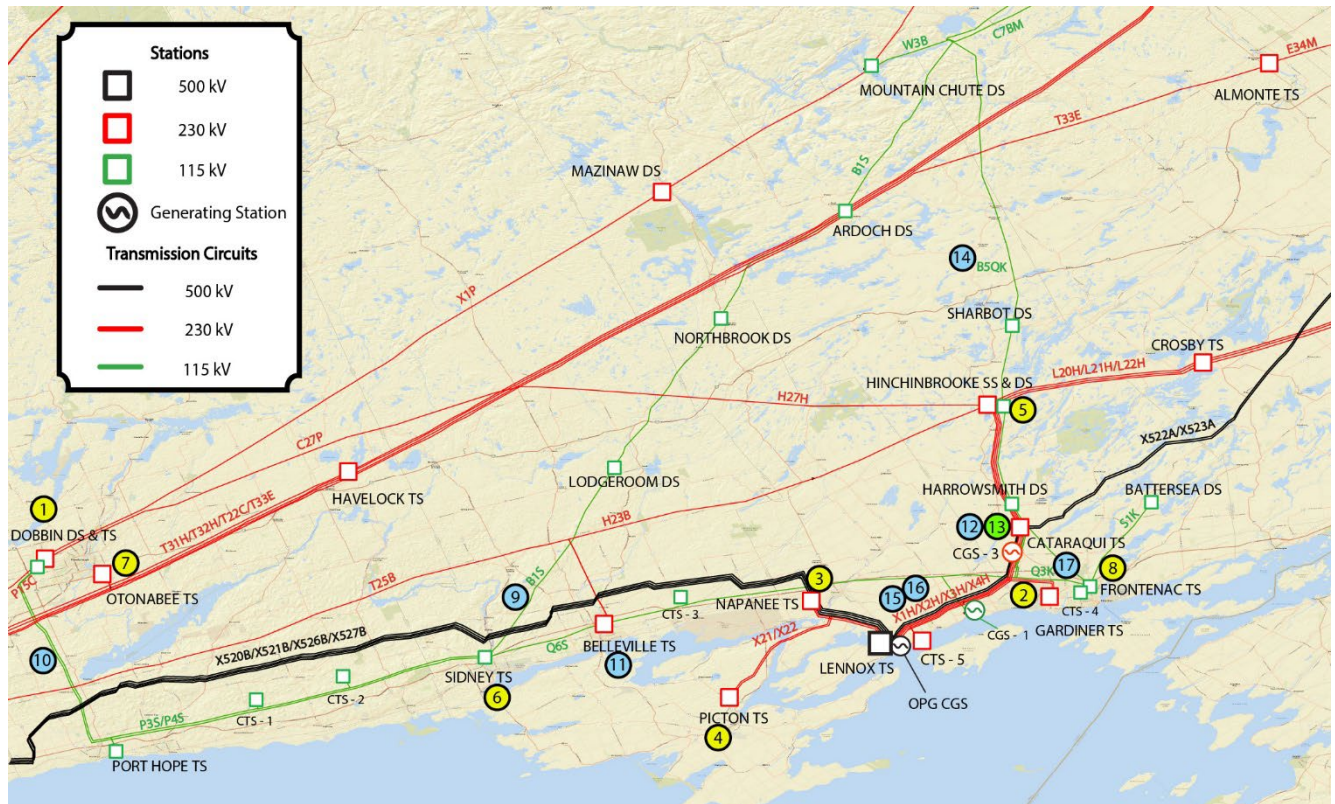 Stations
500 kV
230 kV
115 kV
Generating Station
Transmission Circuits
500 kV
230 kV
115 kV
W3B
C7BM
E34M
MOUNTAIN CHUTE DS
ALMONTE TS
T33E
B1S
MAZINAW DS
ARDOCH DS
14
B5QK
X1P
SHARBOT DS
NORTHBROOK DS
CROSBY TS
L20H/L21H/L22H
HINCHINBROOKE SS & DS
H27H
5
C27P
X522A/X523A
HAVELOCK TS
LODGEROOM DS
HARROWSMITH DS
BATTERSEA DS
1
T31H/T32H/T22C/T33E
H23B
S1K
DOBBIN DS & TS
12
13
CATARAQUI TS
7
CGS - 3
17
8
P15C
T25B
B1S
3
Q3K
OTONABEE TS
9
15
16
FRONTENAC TS
NAPANEE TS
X1H/X2H/X3H/X4H
2
CTS - 4
CTS - 3
CGS - 1
GARDINER TS
X520B/X521B/X526B/X527B
Q6S
BELLEVILLE TS
X21/X22
10
11
LENNOX TS
CTS - 5
SIDNEY TS
6
CTS - 2
CTS - 1
P3S/P4S
OPG CGS
PICTON TS
4
PORT HOPE TS